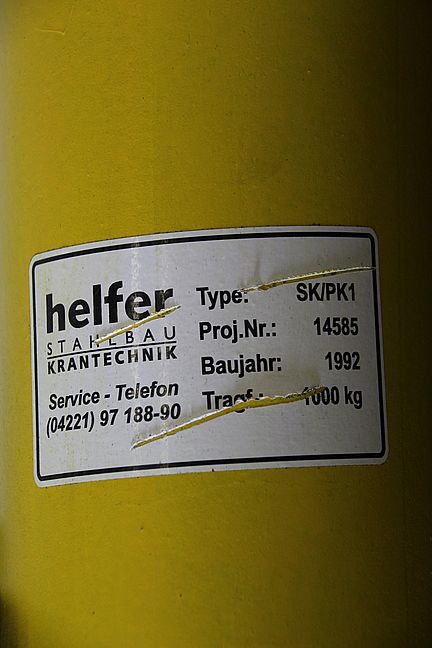 helfer
STAHLBAU
KRANTECHNIK
Service - Telefon
(04221) 97 188-90
Type: SK/PK1
Proj.Nr.: 14585
Baujahr: 1992
Tragf.: 1000 kg